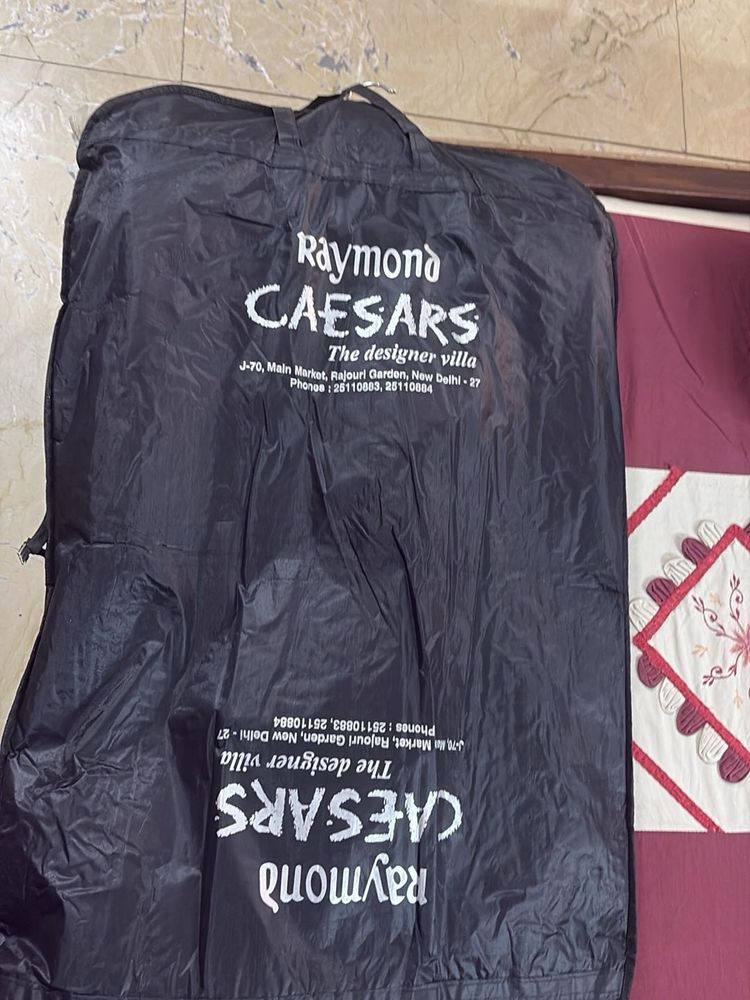 Raymond
CAESARS
The designer villa
J-70, Main Market, Rajouri Garden, New Delhi - 27
Phones : 25110883, 25110884
Raymond
CAESARS
The designer villa
J-70, Main Market, Rajouri Garden, New Delhi - 27
Phones : 25110883, 25110884